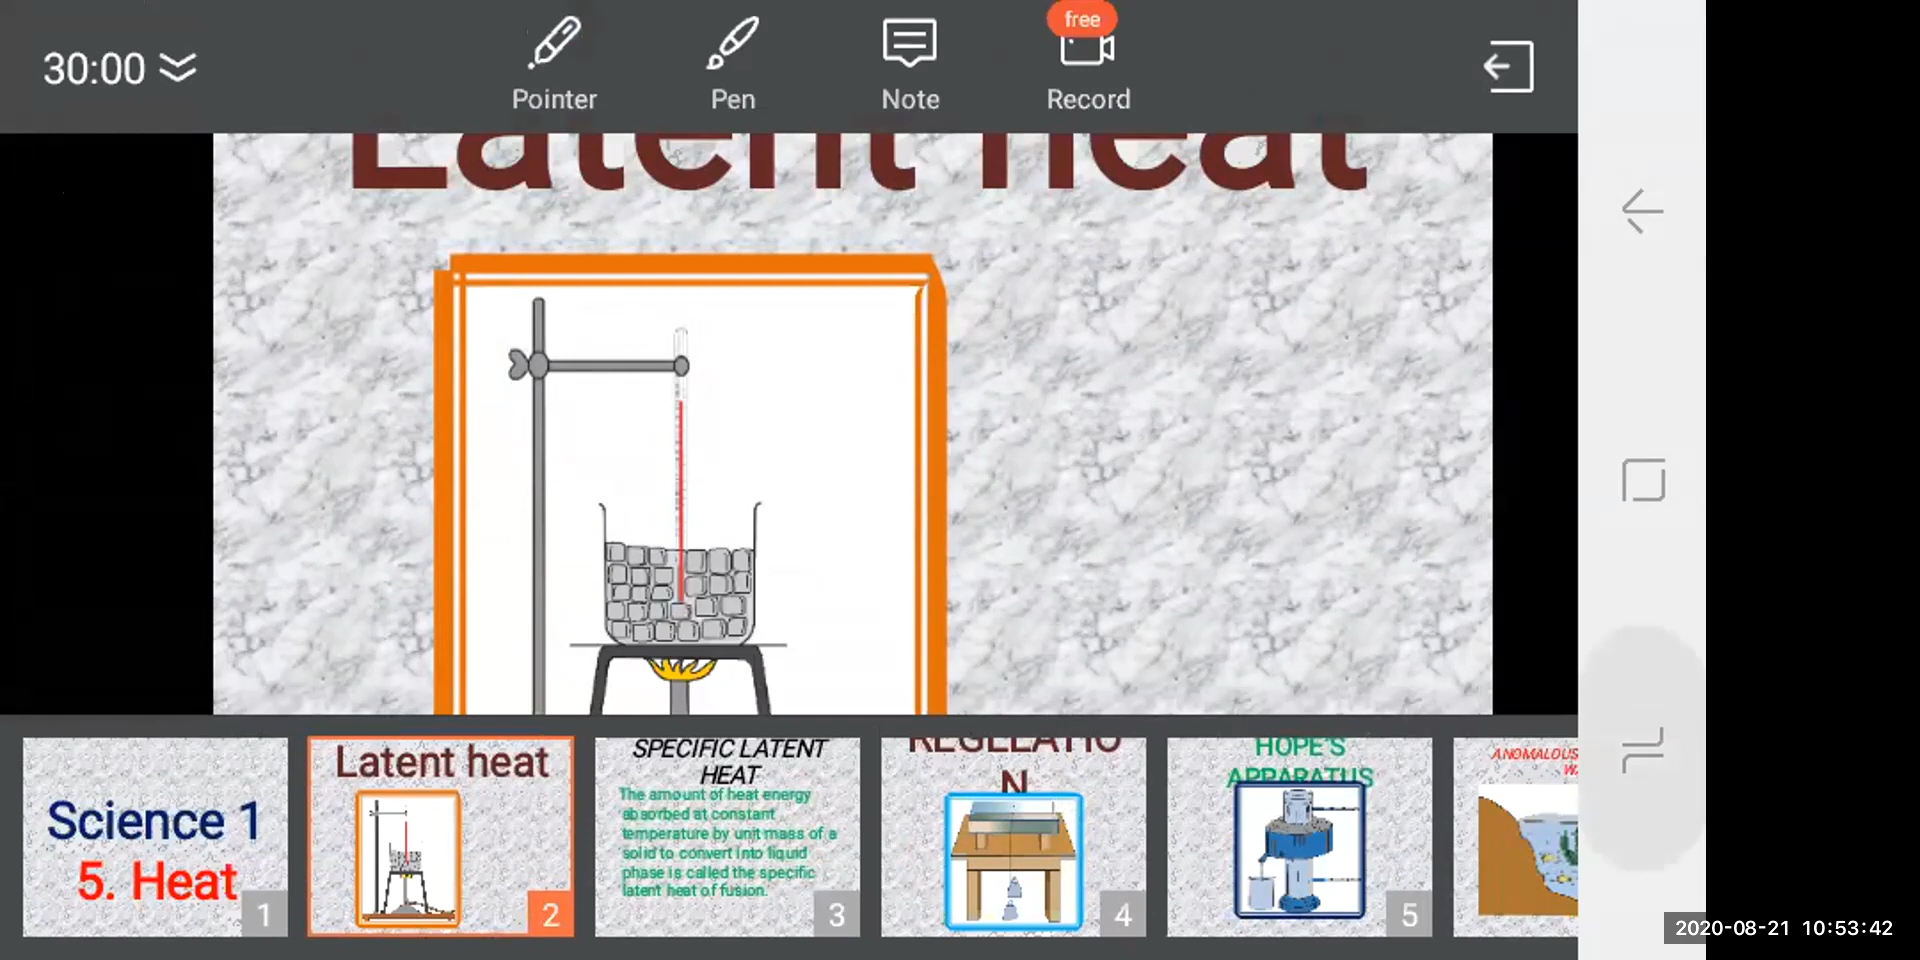 free
30:00
Pointer
Pen
Note
Record
Latent heat
Science 1
5. Heat
1
Latent heat
2
SPECIFIC LATENT
HEAT
The amount of heat energy
absorbed at constant
temperature by unit mass of a
solid to convert into liquid
phase is called the specific
latent heat of fusion.
3
REGELATIO
N
4
HOPE'S
APPARATUS
5
ANOMALOUS
2020-08-21 10:53:42